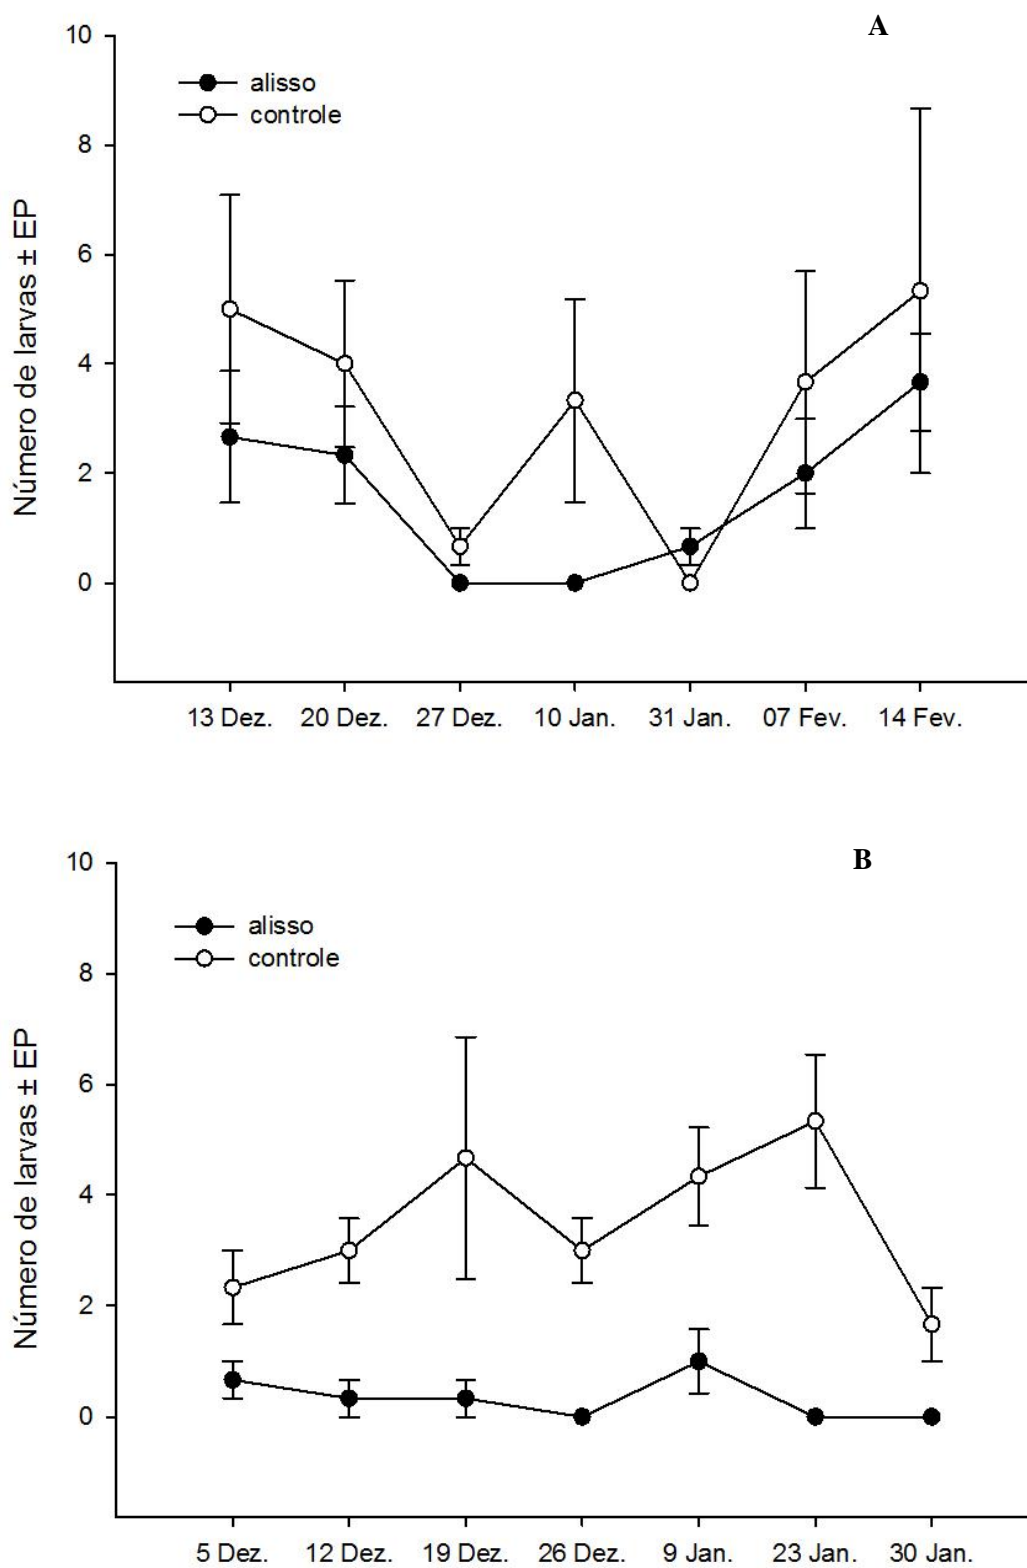 A
10
8
6
4
2
0
Número de larvas ± EP
alisso
controle
13 Dez. 20 Dez. 27 Dez. 10 Jan. 31 Jan. 07 Fev. 14 Fev.
B
10
8
6
4
2
0
Número de larvas ± EP
alisso
controle
5 Dez. 12 Dez. 19 Dez. 26 Dez. 9 Jan. 23 Jan. 30 Jan.